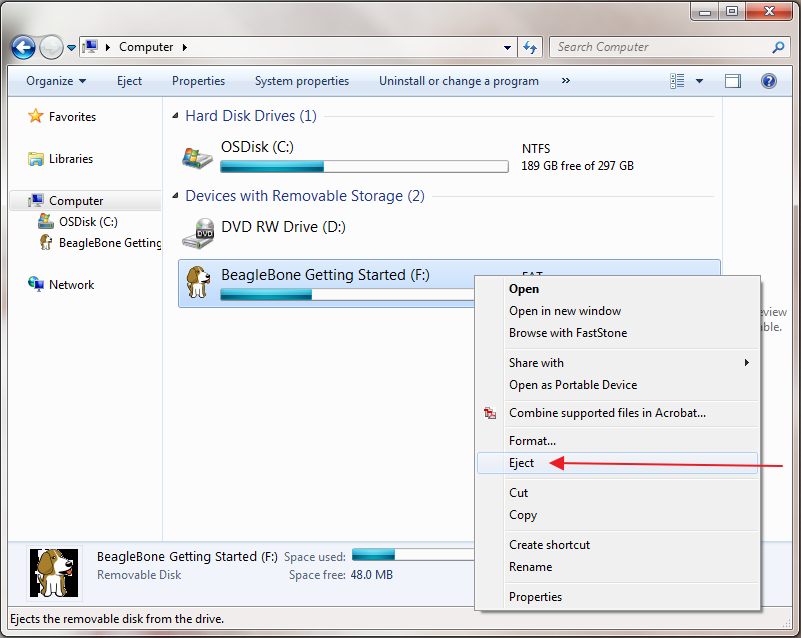 Computer
Search Computer
Organize Eject Properties System properties Uninstall or change a program »
Favorites
Libraries
Computer
OSDisk (C:)
BeagleBone Getting
Network
Hard Disk Drives (1)
OSDisk (C:)
NTFS
189 GB free of 297 GB
Devices with Removable Storage (2)
DVD RW Drive (D:)
DVD
BeagleBone Getting Started (F:)
Open
Open in new window
Browse with FastStone
Share with
Open as Portable Device
Combine supported files in Acrobat...
Format...
Eject
Cut
Copy
Create shortcut
Rename
Properties
BeagleBone Getting Started (F:) Space used:
Removable Disk Space free: 48.0 MB
Ejects the removable disk from the drive.